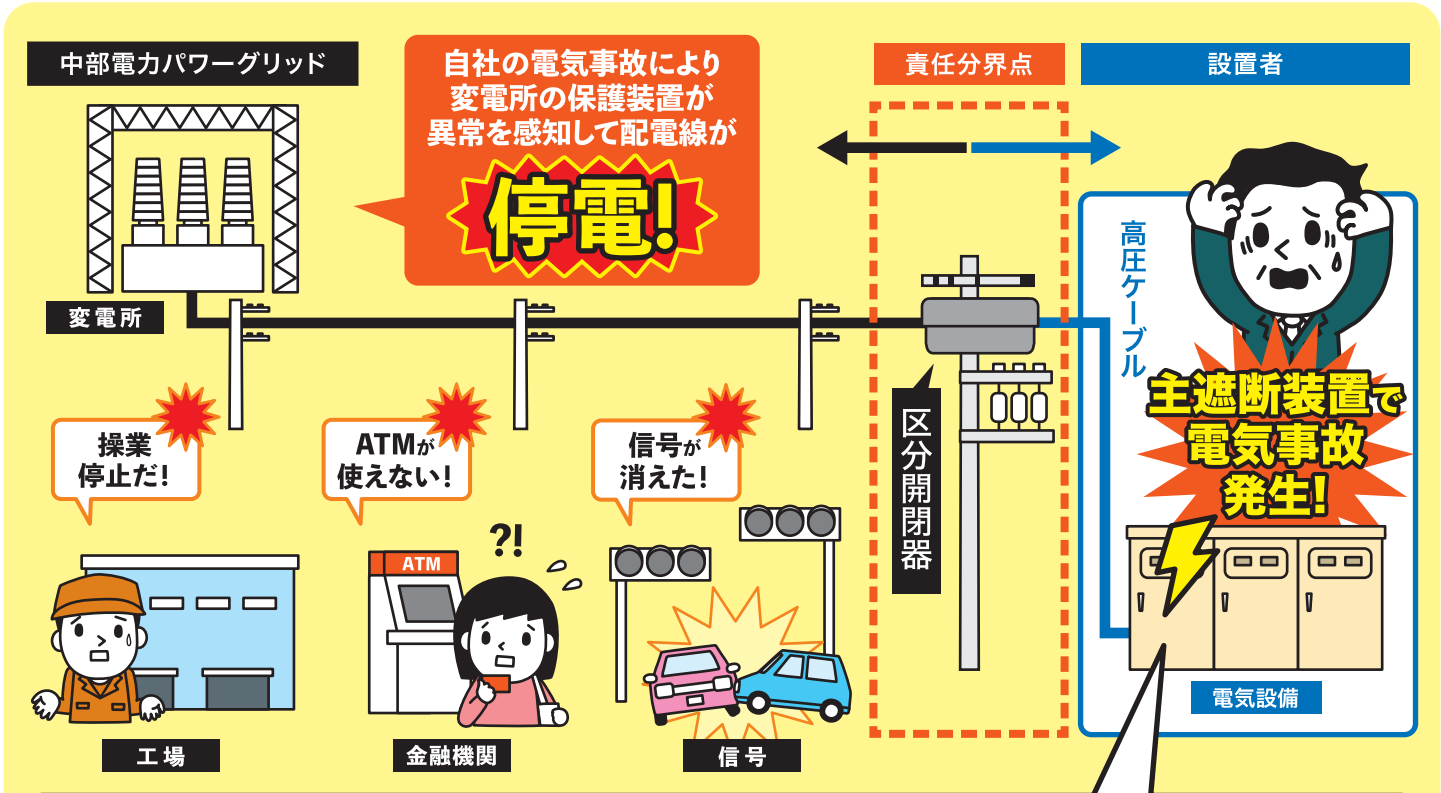 中部電力パワーグリッド
自社の電気事故により
変電所の保護装置が
異常を感知して配電線が
停電!
責任分界点
設置者
変電所
高圧ケーブル
主遮断装置で
電気事故
発生!
区分開閉器
操業
停止だ!
ATMが
使えない!
信号が
消えた!
?!
ATM
電気設備
工場
金融機関
信号